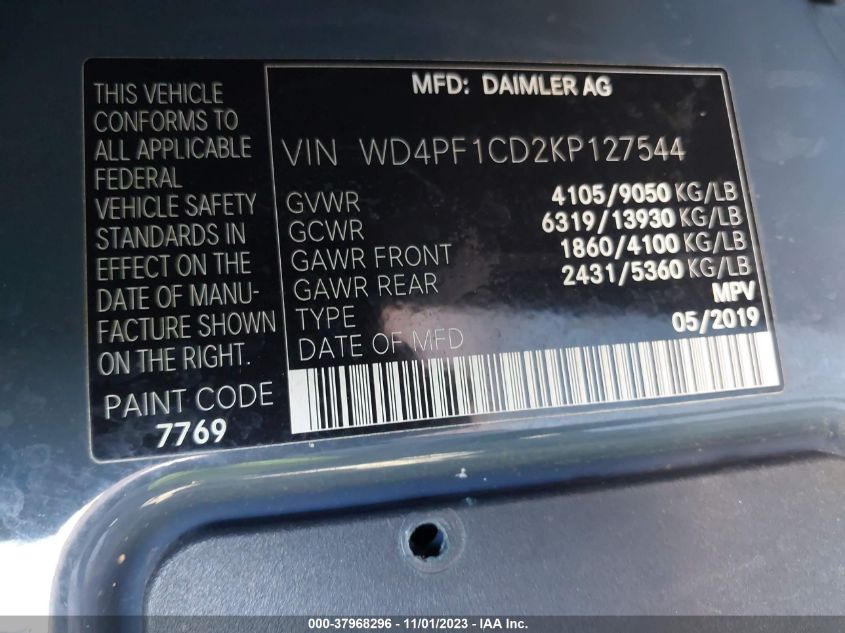 THIS VEHICLE
CONFORMS TO
ALL APPLICABLE
FEDERAL
VEHICLE SAFETY
STANDARDS IN
EFFECT ON THE
DATE OF MANU-
FACTURE SHOWN
ON THE RIGHT.
PAINT CODE
7769
MFD: DAIMLER AG
VIN WD4PF1CD2KP127544
GVWR 4105/9050 KG/LB
GCWR 6319/13930 KG/LB
GAWR FRONT 1860/4100 KG/LB
GAWR REAR 2431/5360 KG/LB
TYPE MPV
DATE OF MFD 05/2019
000-37968296 - 11/01/2023 - IAA Inc.